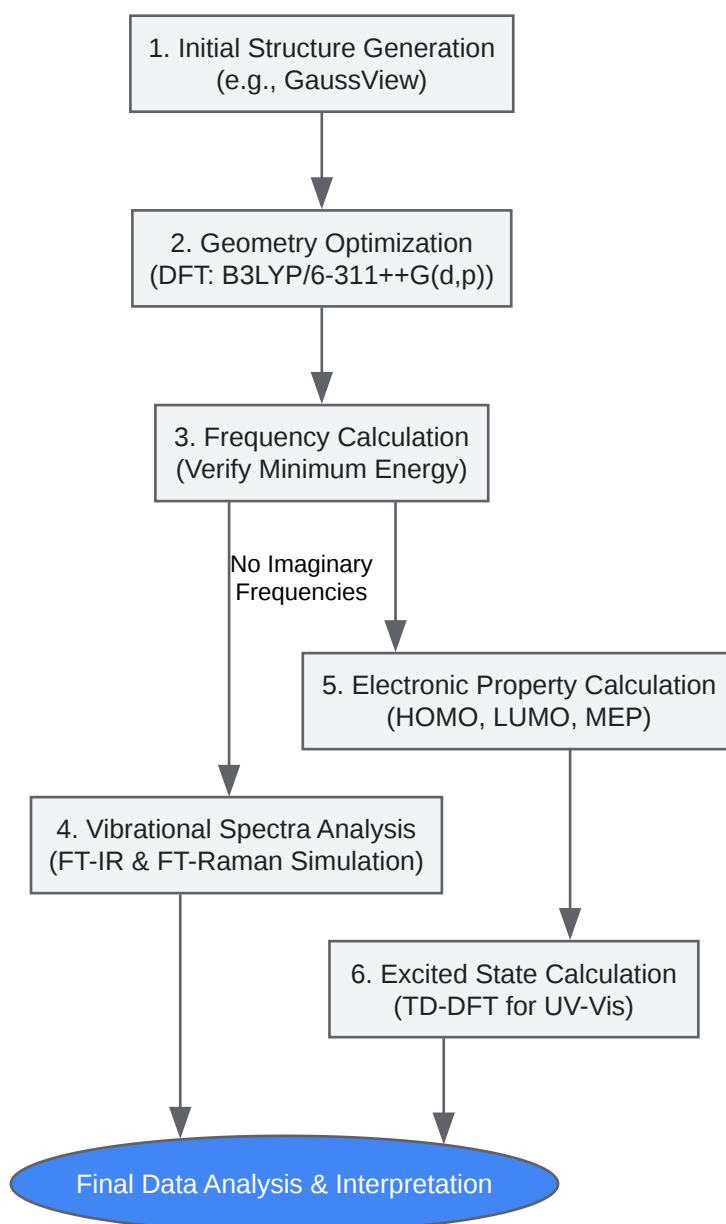 1. Initial Structure Generation
(e.g., GaussView)
2. Geometry Optimization
(DFT: B3LYP/6-311++G(d,p))
3. Frequency Calculation
(Verify Minimum Energy)
No Imaginary
Frequencies
5. Electronic Property Calculation
(HOMO, LUMO, MEP)
4. Vibrational Spectra Analysis
(FT-IR & FT-Raman Simulation)
6. Excited State Calculation
(TD-DFT for UV-Vis)
Final Data Analysis & Interpretation